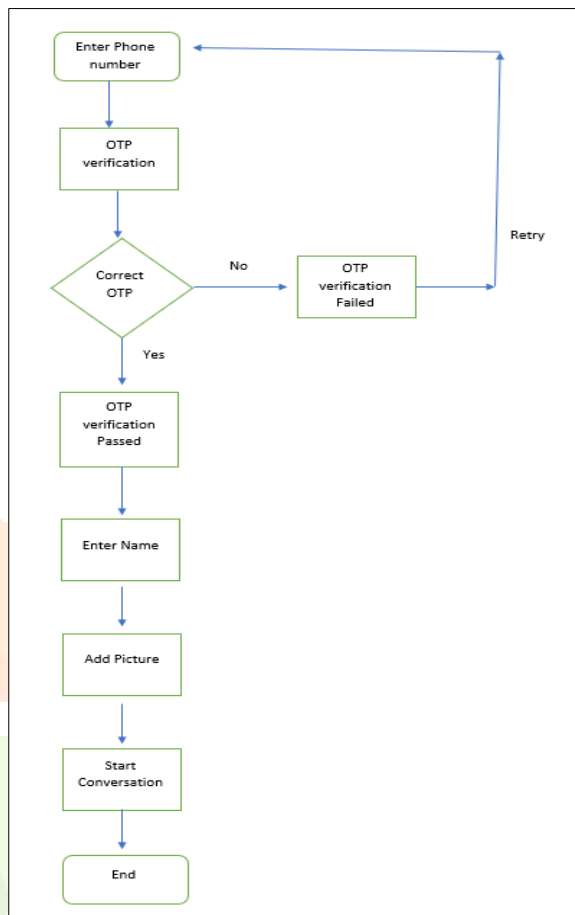 Enter Phone
number
OTP
verification
Correct
OTP
No
OTP
verification
Failed
Retry
Yes
OTP
verification
Passed
Enter Name
Add Picture
Start
Conversation
End